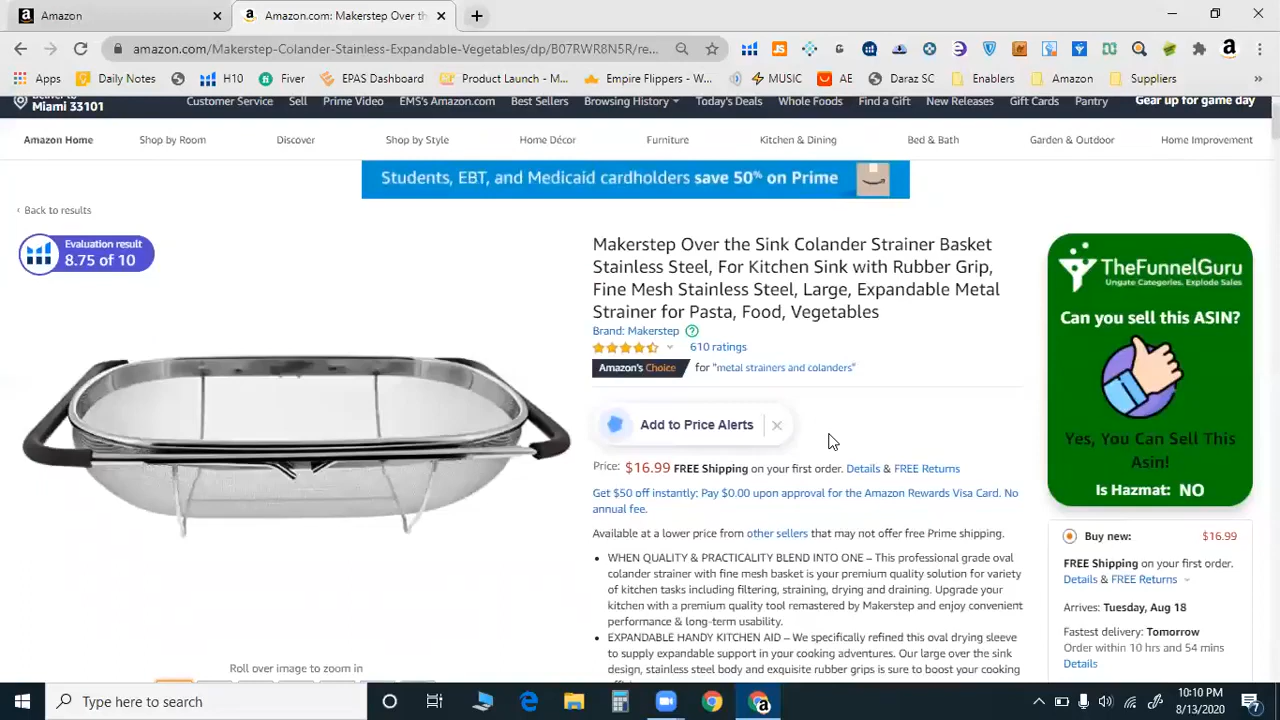 Amazon
Amazon.com: Makerstep Over th
amazon.com/Makerstep-Colander-Stainless-Expandable-Vegetables/dp/B07RWR8N5R/re...
Apps
Daily Notes
H10
Fiver
EPAS Dashboard
Product Launch - M...
Empire Flippers - W...
MUSIC
AE
Daraz SC
Enablers
Amazon
Suppliers
»
Miami 33101
Customer Service
Sell
Prime Video
EMS's Amazon.com
Best Sellers
Browsing History
Today's Deals
Whole Foods
Find a Gift
New Releases
Gift Cards
Pantry
Gear up for game day
Amazon Home
Shop by Room
Discover
Shop by Style
Home Décor
Furniture
Kitchen & Dining
Bed & Bath
Garden & Outdoor
Home Improvement
Students, EBT, and Medicaid cardholders save 50% on Prime
‹ Back to results
Evaluation result
8.75 of 10
Makerstep Over the Sink Colander Strainer Basket
Stainless Steel, For Kitchen Sink with Rubber Grip,
Fine Mesh Stainless Steel, Large, Expandable Metal
Strainer for Pasta, Food, Vegetables
Brand: Makerstep
610 ratings
Amazon's Choice for "metal strainers and colanders"
Add to Price Alerts
Price: $16.99 FREE Shipping on your first order. Details & FREE Returns
Get $50 off instantly: Pay $0.00 upon approval for the Amazon Rewards Visa Card. No
annual fee.
Available at a lower price from other sellers that may not offer free Prime shipping.
• WHEN QUALITY & PRACTICALITY BLEND INTO ONE – This professional grade oval
colander strainer with fine mesh basket is your premium quality solution for variety
of kitchen tasks including filtering, straining, drying and draining. Upgrade your
kitchen with a premium quality tool remastered by Makerstep and enjoy convenient
performance & long-term usability.
• EXPANDABLE HANDY KITCHEN AID – We specifically refined this oval drying sleeve
to supply expandable support in your cooking adventures. Our large over the sink
design, stainless steel body and exquisite rubber grips is sure to boost your cooking
Roll over image to zoom in
TheFunnelGuru
Ungate Categories. Explode Sales
Can you sell this ASIN?
Yes, You Can Sell This
Asin!
Is Hazmat: NO
Buy new: $16.99
FREE Shipping on your first order.
Details & FREE Returns
Arrives: Tuesday, Aug 18
Fastest delivery: Tomorrow
Order within 10 hrs and 54 mins
Details
Type here to search
10:10 PM
8/13/2020